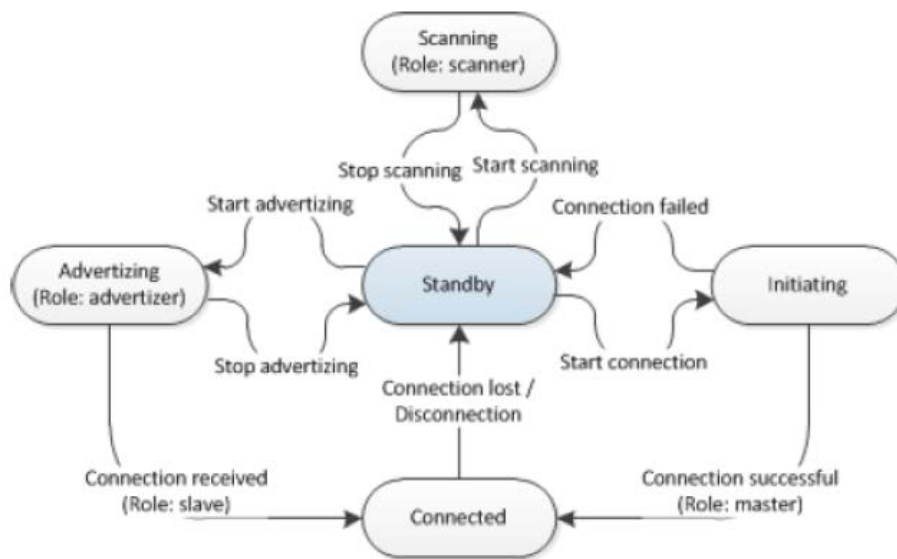 Scanning
(Role: scanner)
Stop scanning
Start scanning
Start advertizing
Connection failed
Advertizing
(Role: advertizer)
Standby
Initiating
Stop advertizing
Start connection
Connection lost /
Disconnection
Connection received
(Role: slave)
Connection successful
(Role: master)
Connected